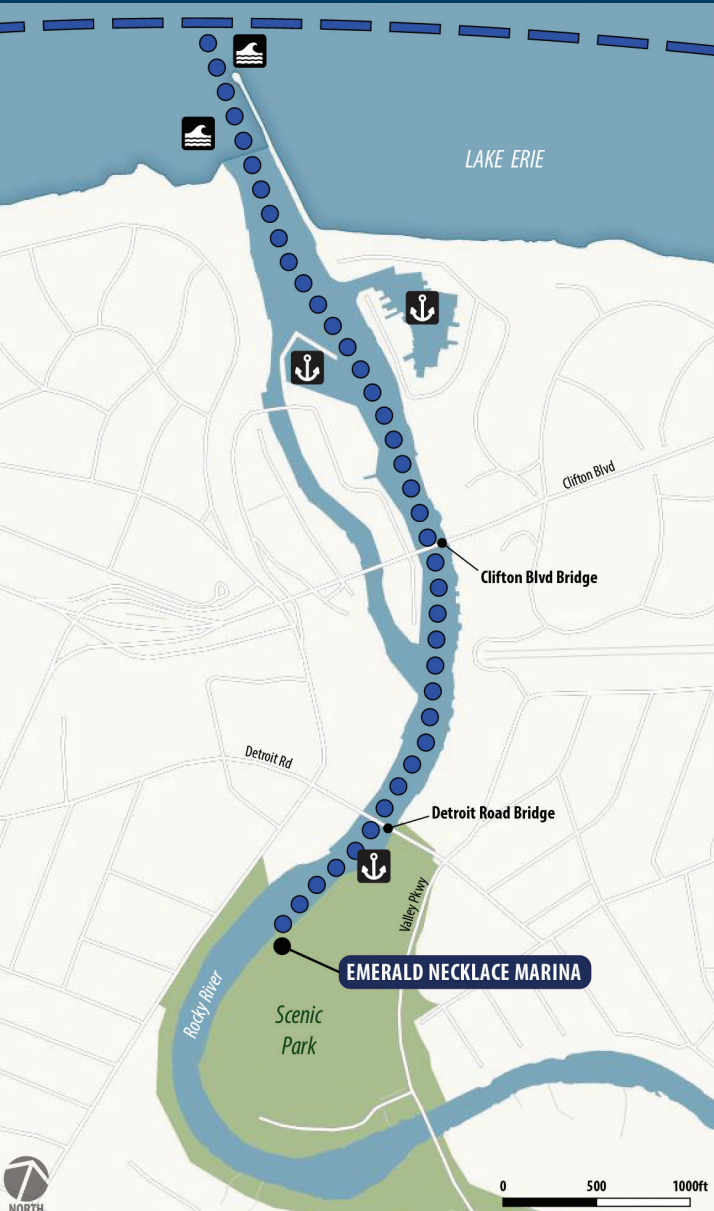 LAKE ERIE
Clifton Blvd
Clifton Blvd Bridge
Detroit Rd
Detroit Road Bridge
Valley Pkwy
EMERALD NECKLACE MARINA
Rocky River
Scenic
Park
0 500 1000ft
NORTH